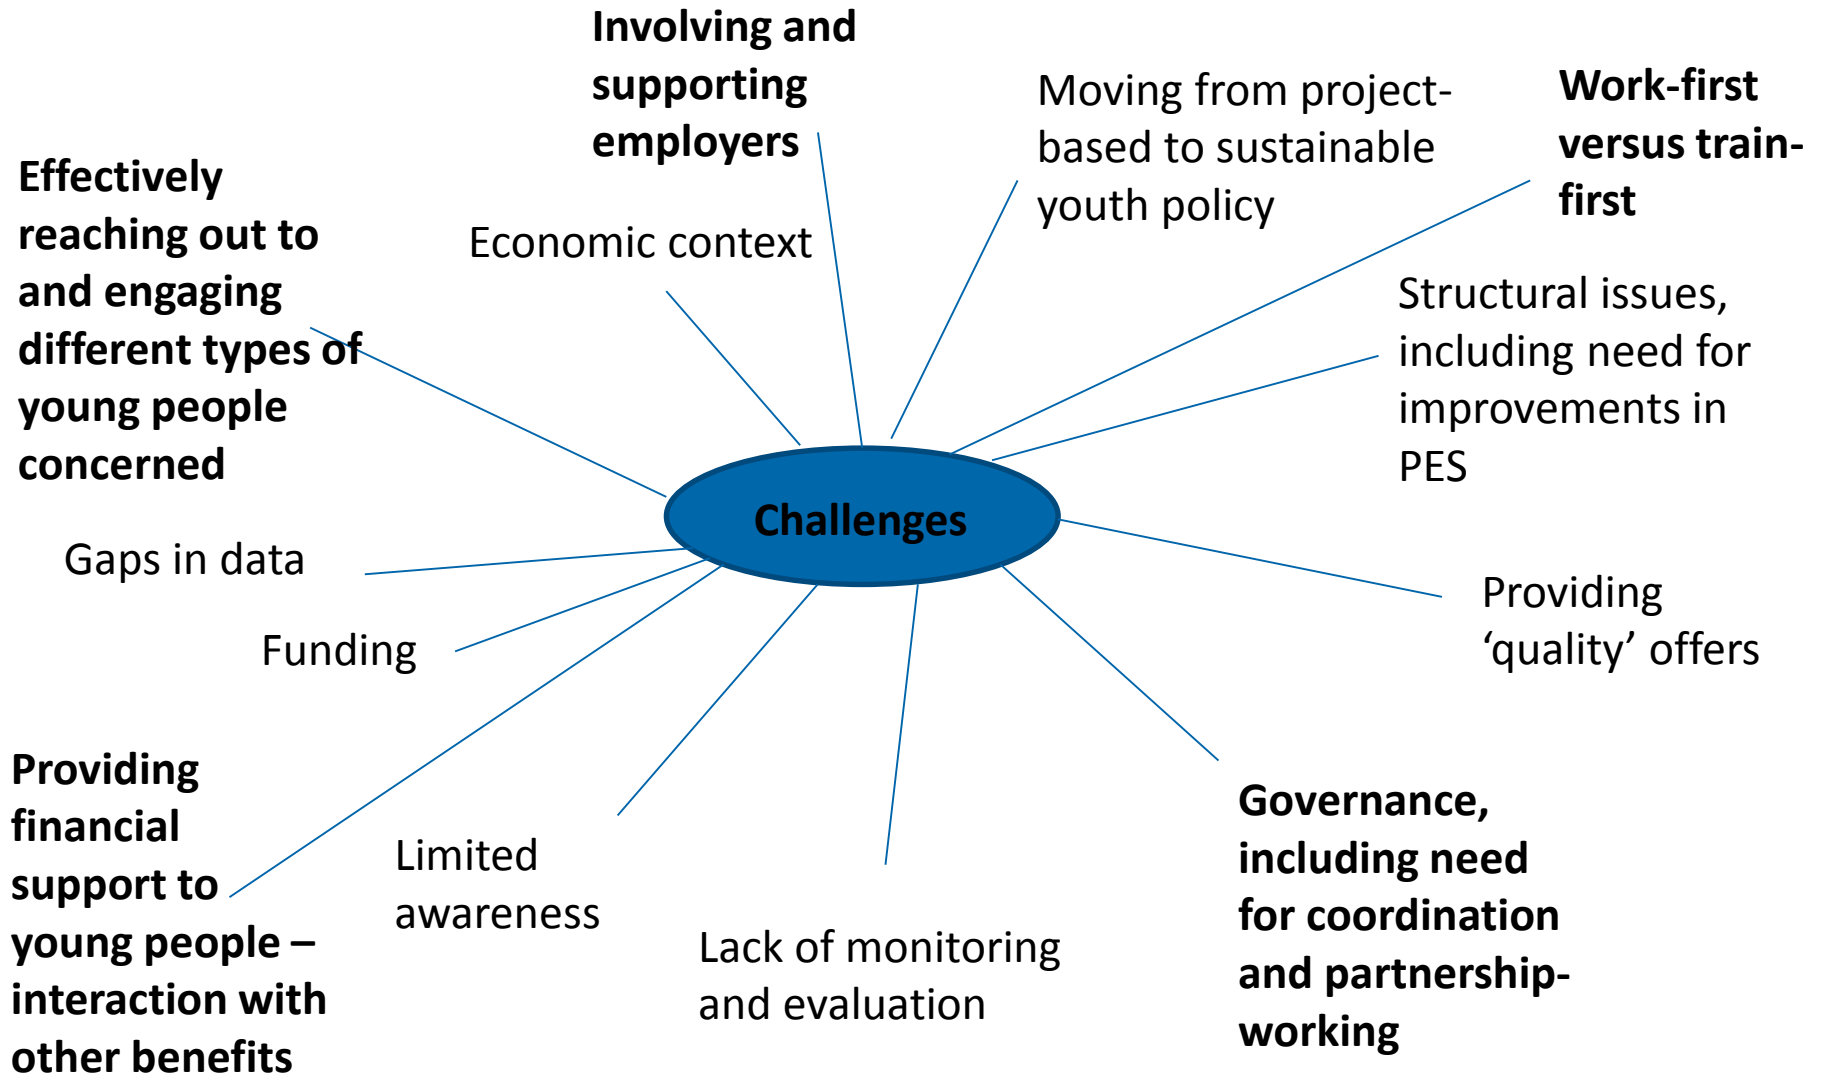 Involving and
supporting
employers
Moving from project-
based to sustainable
youth policy
Work-first
versus train-
first
Effectively
reaching out to
and engaging
different types of
young people
concerned
Economic context
Structural issues,
including need for
improvements in
PES
Challenges
Gaps in data
Providing
‘quality’ offers
Funding
Providing
financial
support to
young people –
interaction with
other benefits
Limited
awareness
Lack of monitoring
and evaluation
Governance,
including need
for coordination
and partnership-
working